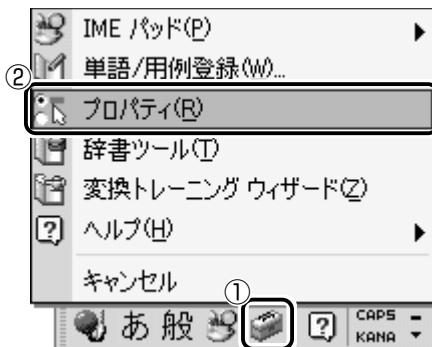 IME パッド(P)
②
単語/用例登録(W)...
プロパティ(R)
辞書ツール(T)
変換トレーニング ウィザード(Z)
ヘルプ(H)
キャンセル
①
あ 般 CAPS
KANA